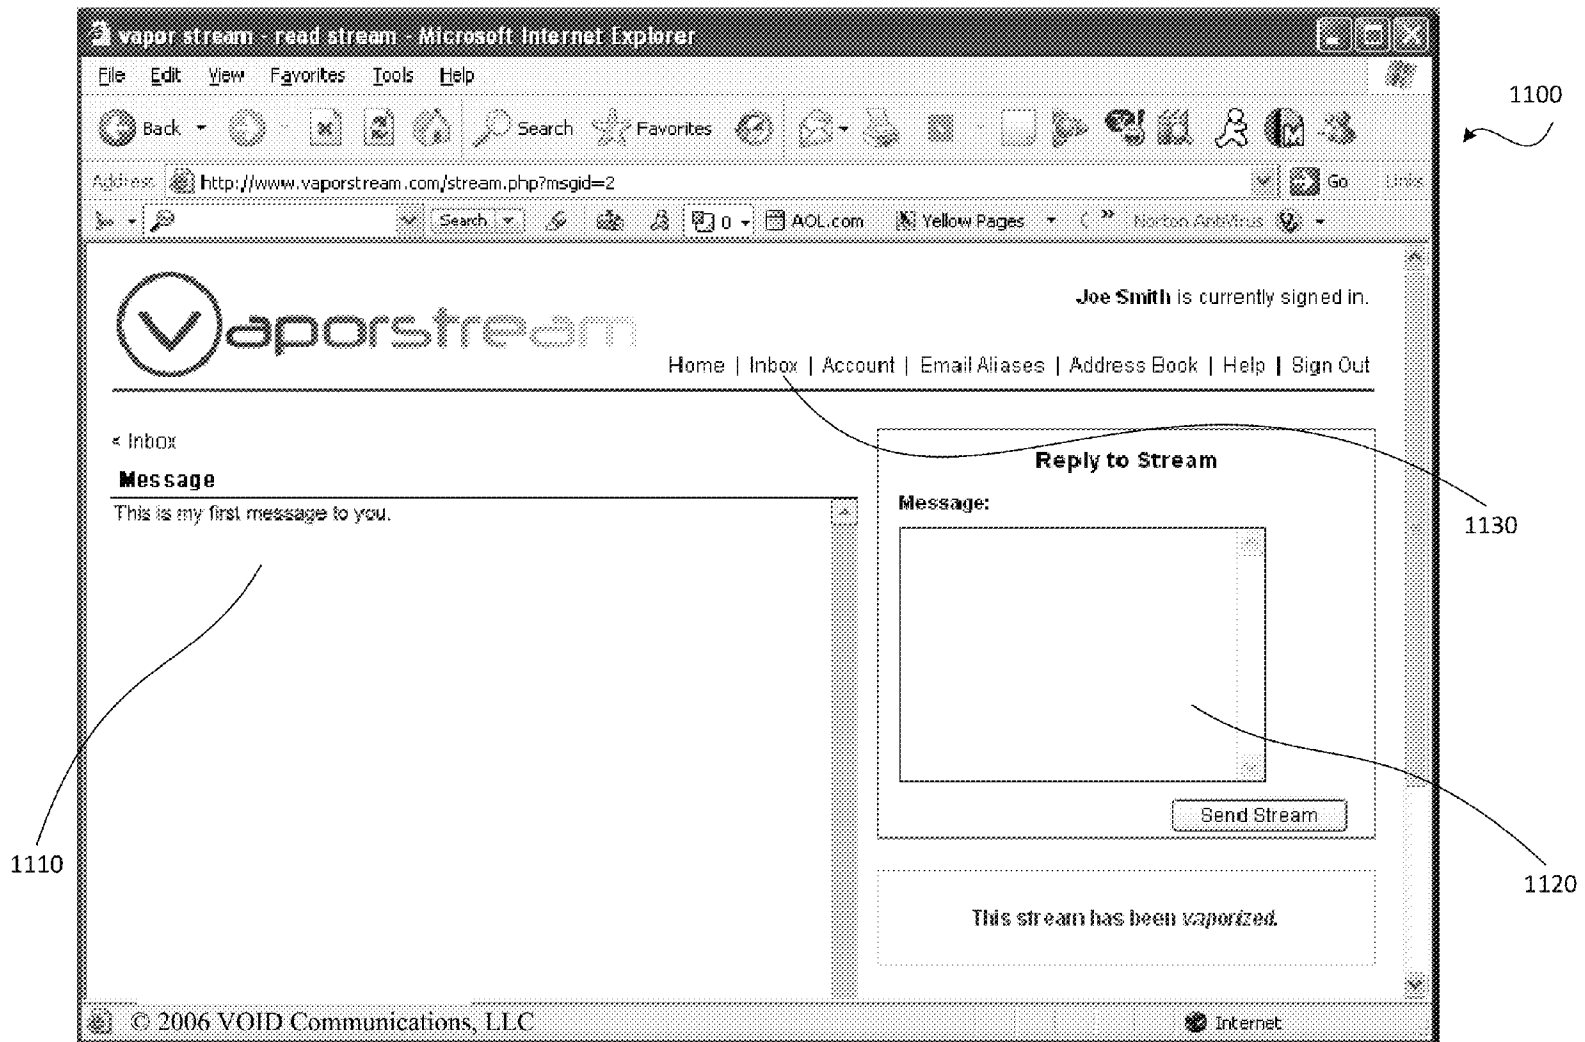 vapor stream - read stream - Microsoft Internet Explorer
File Edit View Favorites Tools Help
1100
Back Search Favorites
Address http://www.vaporstream.com/stream.php?msgid=2 Go Links
Search 0 AOL.com Yellow Pages » Norton AntiVirus
Vaporstream
Joe Smith is currently signed in.
Home | Inbox | Account | Email Aliases | Address Book | Help | Sign Out
< Inbox
Message
This is my first message to you.
Reply to Stream
Message:
1130
Send Stream
1110
1120
This stream has been vaporized.
© 2006 VOID Communications, LLC
Internet